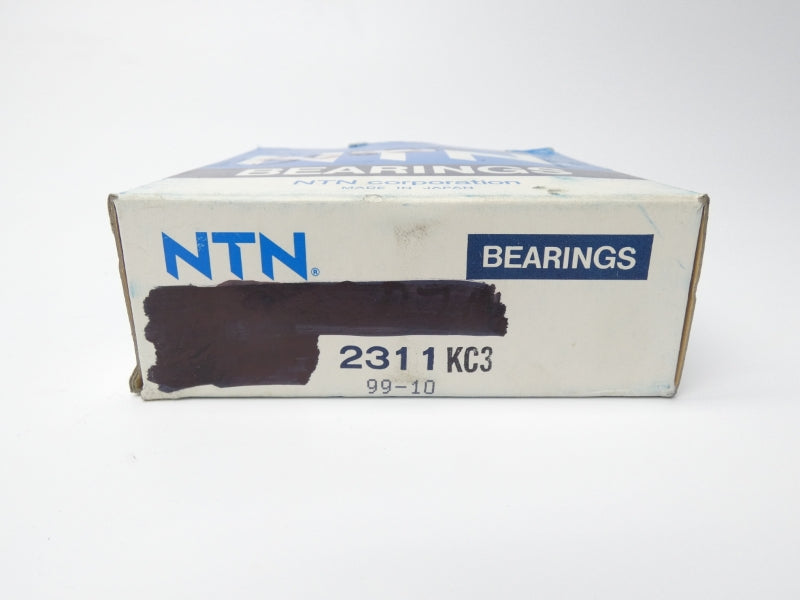 NTN
BEARINGS
NTN corporation
MADE IN JAPAN
NTN®
BEARINGS
2311 KC3
99-10